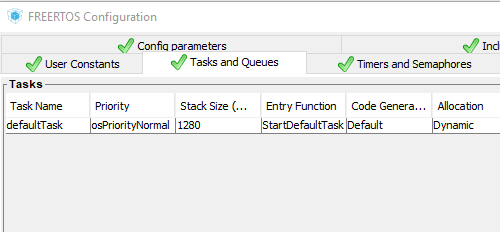 FREERTOS Configuration
Config parameters
Inclu
User Constants
Tasks and Queues
Timers and Semaphores
Tasks
Task Name Priority Stack Size (... Entry Function Code Genera... Allocation
defaultTask osPriorityNormal 1280 StartDefaultTask Default Dynamic